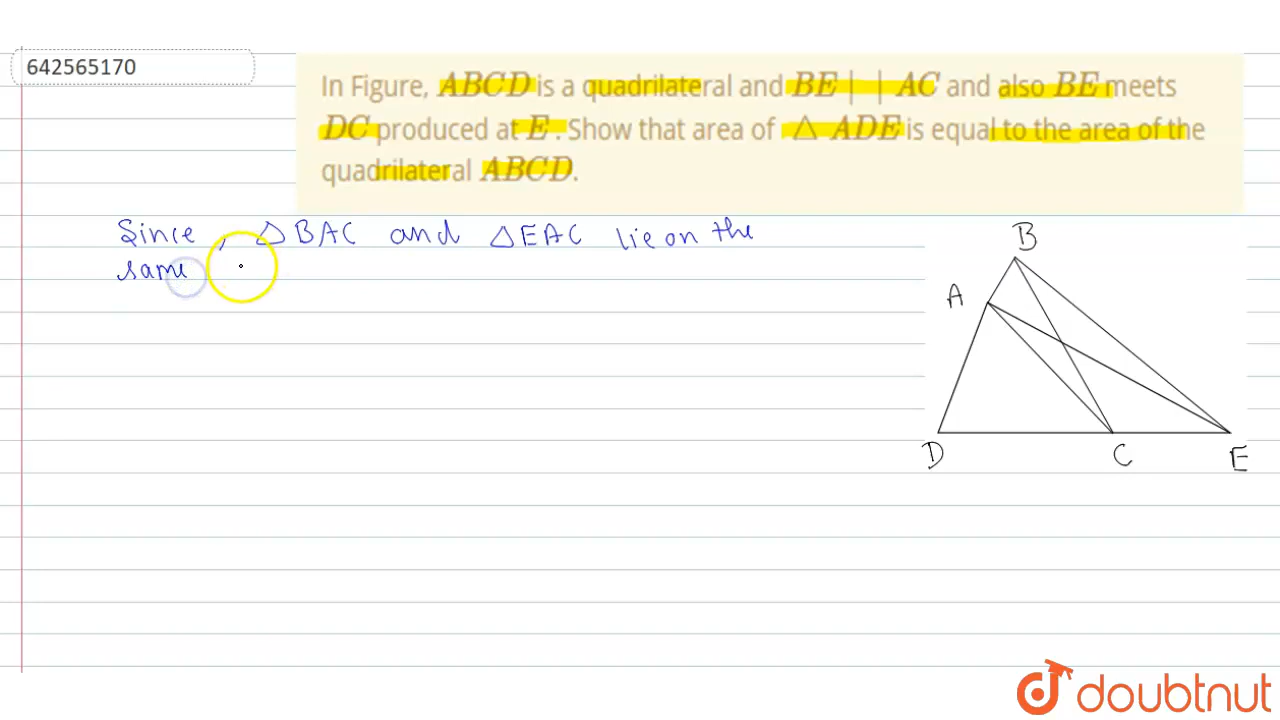 642565170
In Figure, ABCD is a quadrilateral and BE || AC and also BE meets
DC produced at E . Show that area of △ ADE is equal to the area of the
quadrilateral ABCD.
Since , △ BAC and △EAC lie on the
same
B
A
D
C
E
doubtnut